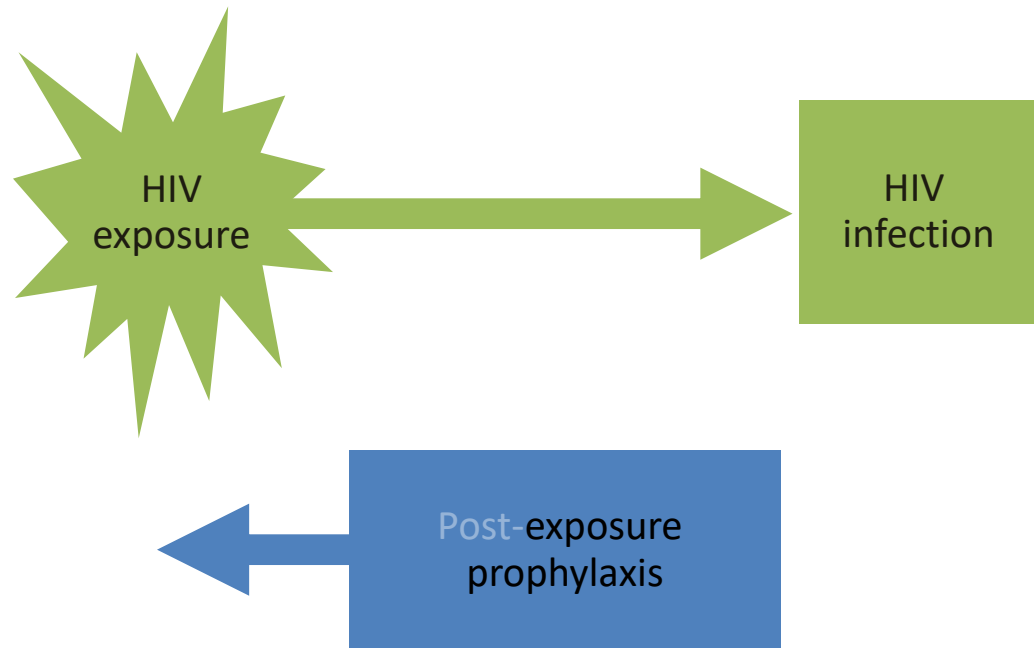 HIV
exposure
HIV
infection
Post-exposure
prophylaxis